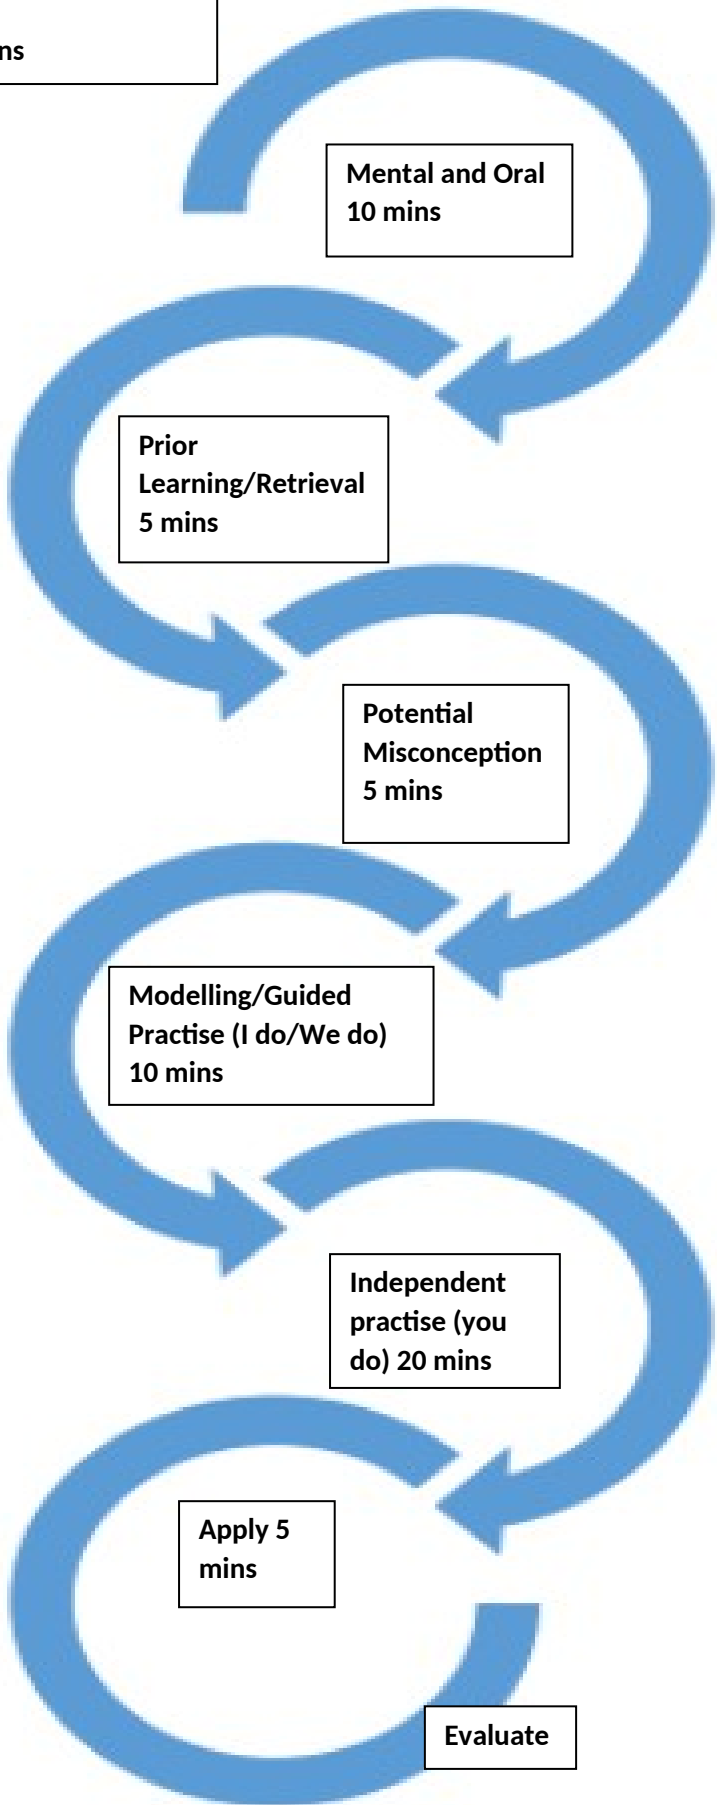 ns
Mental and Oral
10 mins
Prior
Learning/Retrieval
5 mins
Potential
Misconception
5 mins
Modelling/Guided
Practise (I do/We do)
10 mins
Independent
practise (you
do) 20 mins
Apply 5
mins
Evaluate